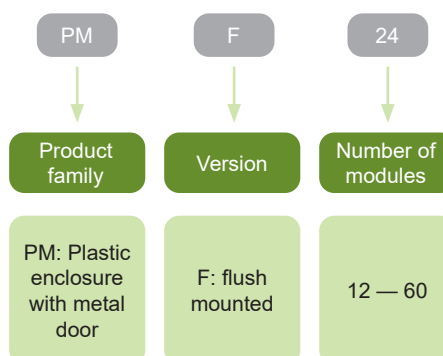 PM
F
24
Product
family
Version
Number of
modules
PM: Plastic
enclosure
with metal
door
F: flush
mounted
12 — 60